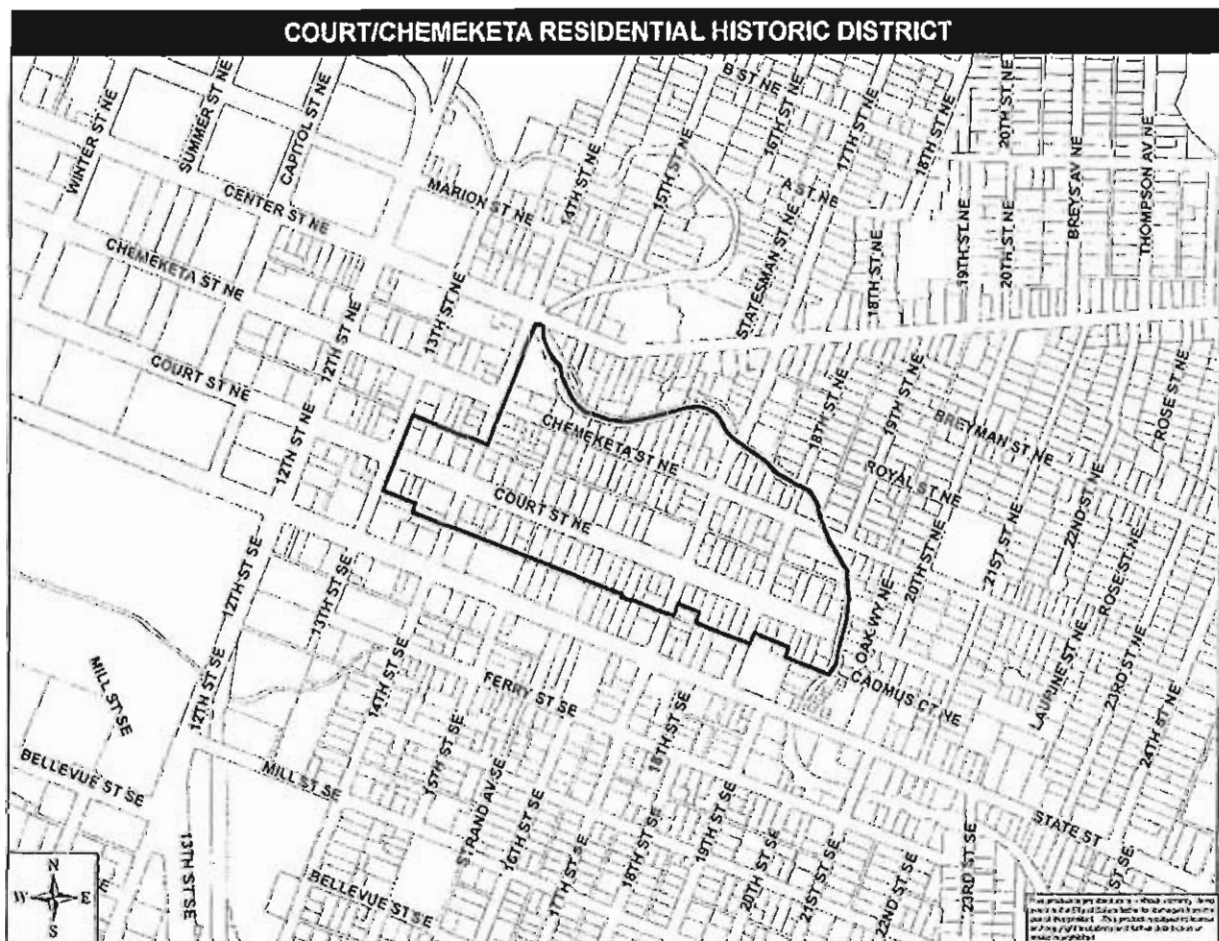 COURT/CHEMEKETA RESIDENTIAL HISTORIC DISTRICT
B ST NE
WINTER ST NE
SUMMER ST NE
CAPITOL ST NE
14TH ST NE
15TH ST NE
16TH ST NE
17TH ST NE
18TH ST NE
20TH ST NE
BREYS AV NE
THOMPSON AV NE
CENTER ST NE
MARION ST NE
A ST NE
STATESMAN ST NE
18TH ST NE
19TH ST NE
20TH ST NE
CHEMEKETA ST NE
12TH ST NE
13TH ST NE
COURT ST NE
12TH ST NE
CHEMEKETA ST NE
COURT ST NE
18TH ST NE
19TH ST NE
BREYMAN ST NE
ROYAL ST NE
ROSE ST NE
20TH ST NE
21ST ST NE
22ND ST NE
ROSE ST NE
12TH ST SE
13TH ST SE
14TH ST SE
OAK WY NE
CADMUS CT NE
LAURINE ST NE
23RD ST NE
24TH ST NE
MILL ST SE
12TH ST SE
FERRY ST SE
BELLEVUE ST SE
MILL ST SE
15TH ST SE
STRAND AV SE
16TH ST SE
17TH ST SE
18TH ST SE
18TH ST SE
19TH ST SE
20TH ST SE
21ST ST SE
22ND ST SE
23RD ST SE
STATE ST
ST SE
13TH ST SE
BELLEVUE ST SE
N
W E
S
E